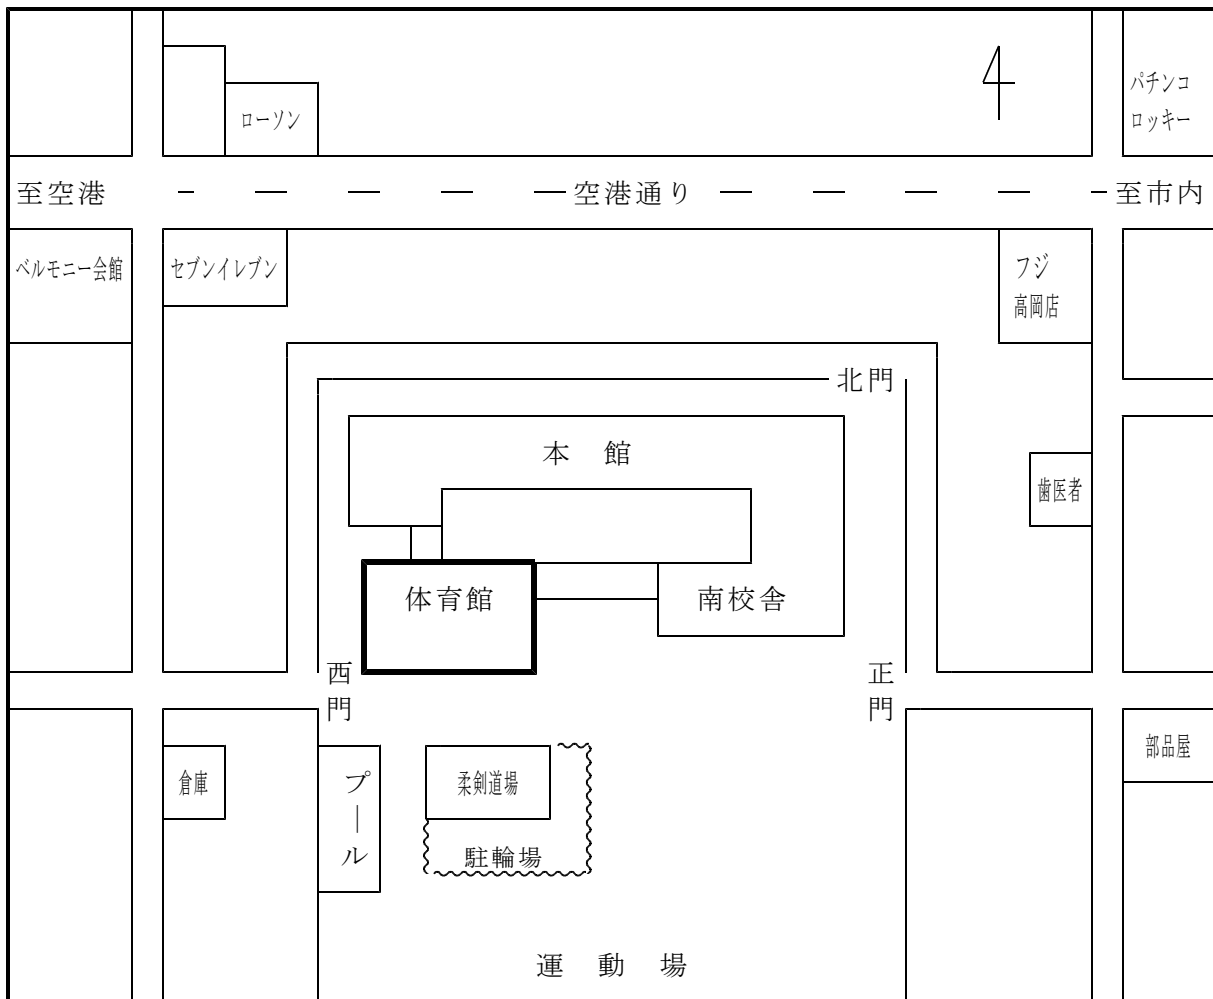 ローソン
パチンコ
ロッキー
至空港
空港通り
至市内
ベルモニー会館
セブンイレブン
フジ
高岡店
北門
本 館
歯医者
体育館
南校舎
西門
正門
倉庫
プール
柔剣道場
部品屋
駐輪場
運 動 場